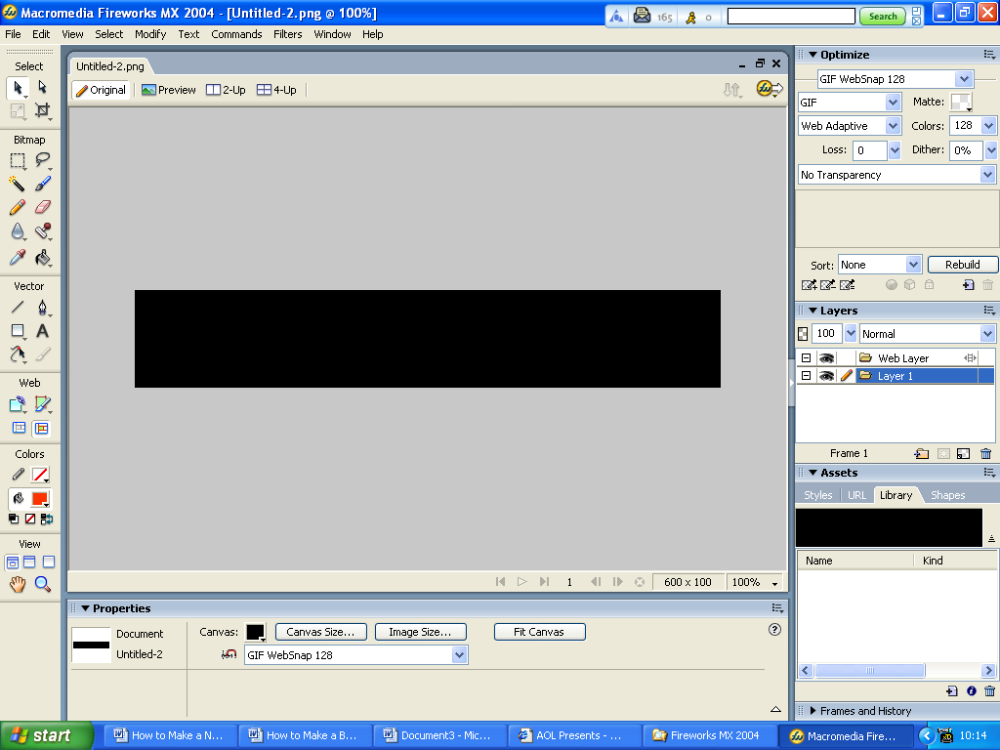 Macromedia Fireworks MX 2004 - [Untitled-2.png @ 100%]
165
0
Search
File Edit View Select Modify Text Commands Filters Window Help
Select
Bitmap
Vector
Web
Colors
View
Untitled-2.png
Original Preview 2-Up 4-Up
1
600 x 100
100%
Properties
Document
Untitled-2
Canvas: Canvas Size... Image Size... Fit Canvas
GIF WebSnap 128
Optimize
GIF WebSnap 128
GIF Matte:
Web Adaptive Colors: 128
Loss: 0 Dither: 0%
No Transparency
Sort: None Rebuild
Layers
100 Normal
Web Layer
Layer 1
Frame 1
Assets
Styles URL Library Shapes
Name Kind
Frames and History
start
How to Make a N...
How to Make a B...
Document3 - Mic...
AOL Presents - ...
Fireworks MX 2004
Macromedia Fire...
10:14